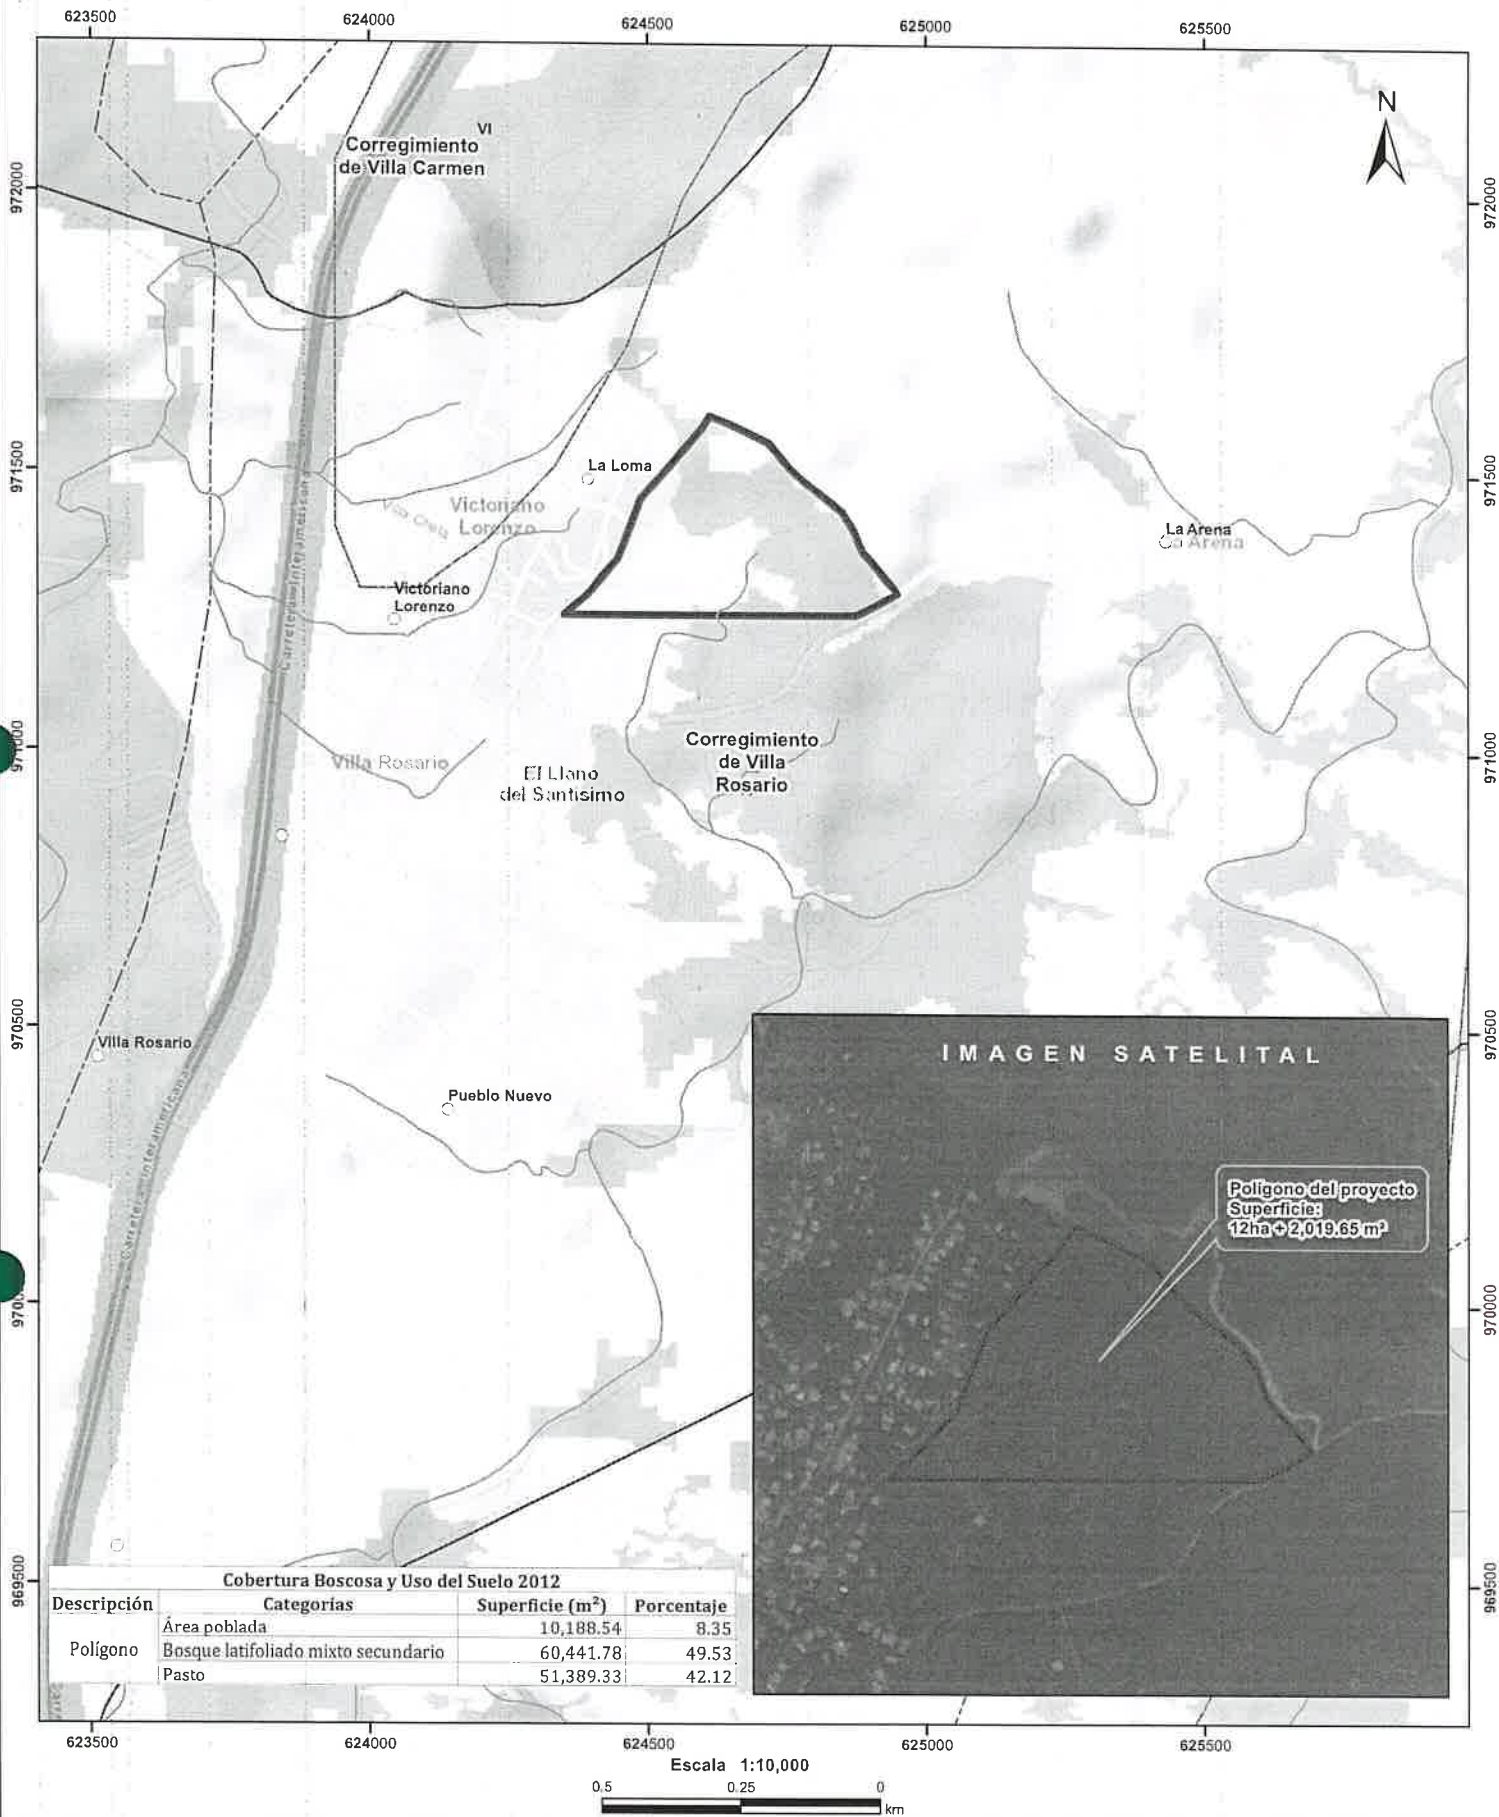 623500
624000
624500
625000
625500
N
VI
Corregimiento
de Villa Carmen
972000
972000
971500
971500
La Loma
Victoriano
Lorenzo
La Arena
La Arena
Victoriano
Lorenzo
Carretera Interamericana
Corregimiento
de Villa
Rosario
971000
971000
Villa Rosario
El Llano
del Santisimo
970500
970500
Villa Rosario
Pueblo Nuevo
Carretera Interamericana
IMAGEN SATELITAL
Polígono del proyecto
Superficie:
12ha + 2,019.65 m²
970000
969500
969500
Cobertura Boscosa y Uso del Suelo 2012
Descripción Categorías Superficie (m²) Porcentaje
Polígono
Área poblada 10,188.54 8.35
Bosque latifoliado mixto secundario 60,441.78 49.53
Pasto 51,389.33 42.12
623500
624000
624500
625000
625500
Escala 1:10,000
0.5 0.25 0
km